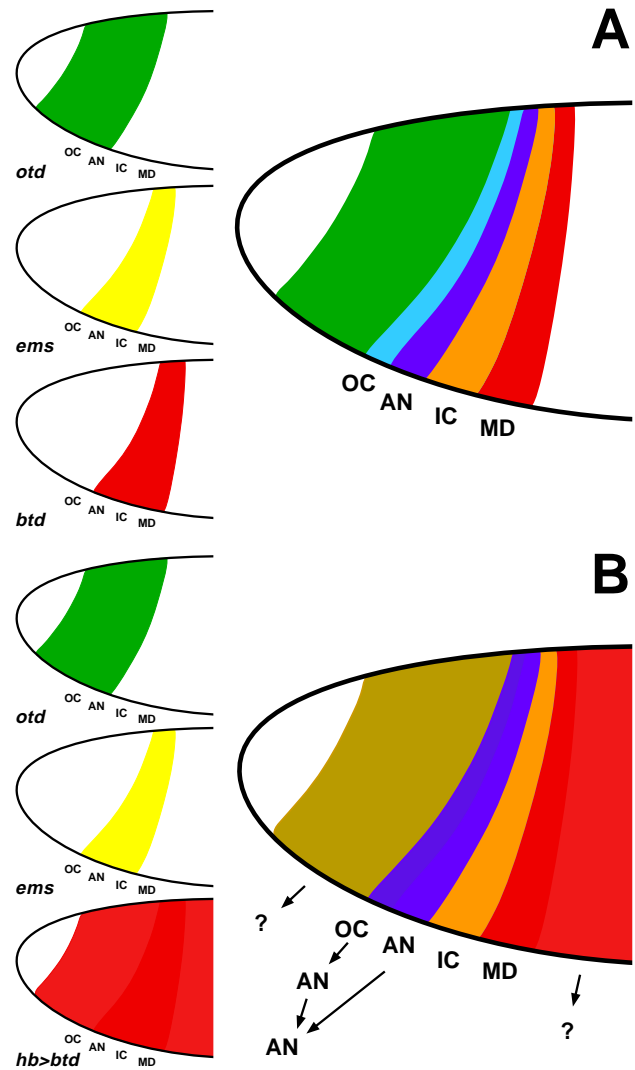 A
OC AN IC MD
otd
OC AN IC MD
ems
OC AN IC MD
OC AN IC MD
btd
B
OC AN IC MD
otd
OC AN IC MD
ems
? OC AN IC MD
AN
?
AN
OC AN IC MD
hb>btd